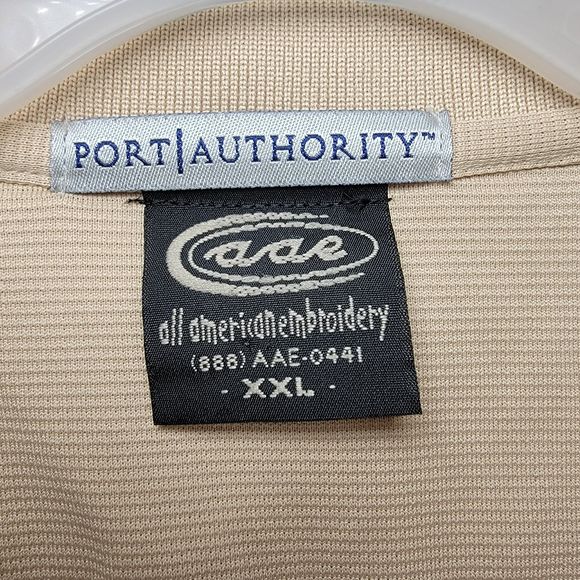 PORT|AUTHORITY™
aae
all americanembroidery
(888) AAE-0441
- XXL -